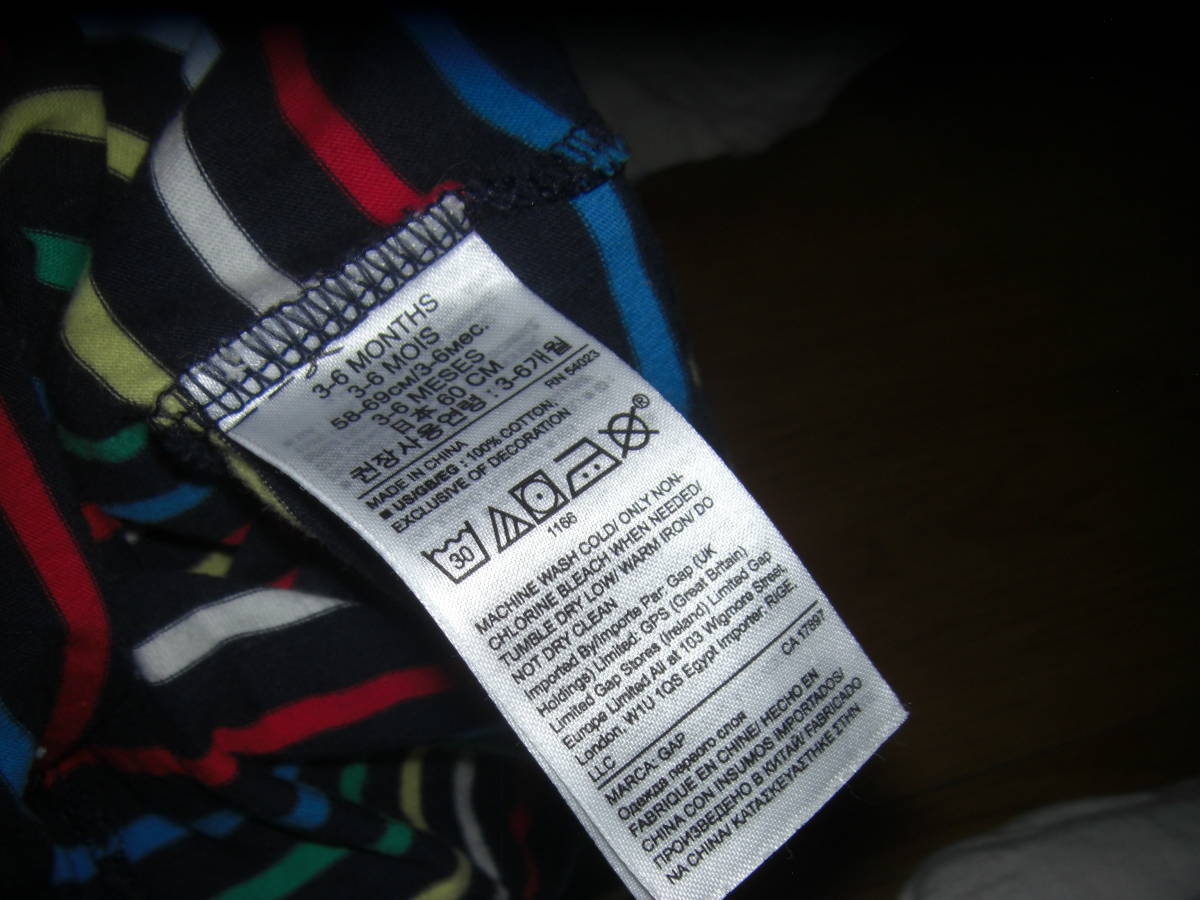 3-6 MONTHS
3-6 MOIS
58-69cm/3-6мес.
3-6 MESES
日本 60 CM
권장 사용 연령 : 3-6개월
RN 54023
MADE IN CHINA
■ US/GB/EG : 100% COTTON,
EXCLUSIVE OF DECORATION
30
®
1166
MACHINE WASH COLD/ ONLY NON-
CHLORINE BLEACH WHEN NEEDED/
TUMBLE DRY LOW/ WARM IRON/ DO
NOT DRY CLEAN
Imported By/Importe Par Gap (UK
Holdings) Limited: GPS (Great Britain)
Limited Gap Stores (Ireland) Limited Gap
Europe Limited All at 103 Wigmore Street,
London, W1U 1QS Egypt Importer: RIGE
LLC
CA 17897
MARCA: GAP
Одежда первого слоя
FABRIQUE EN CHINE/ HECHO EN
CHINA CON INSUMOS IMPORTADOS/
ПРОИЗВЕДЕНО В КИТАЙ/ FABRICADO
NA CHINA/ ΚΑΤΑΣΚΕΥΑΣΤΗΚΕ ΣΤΗΝ